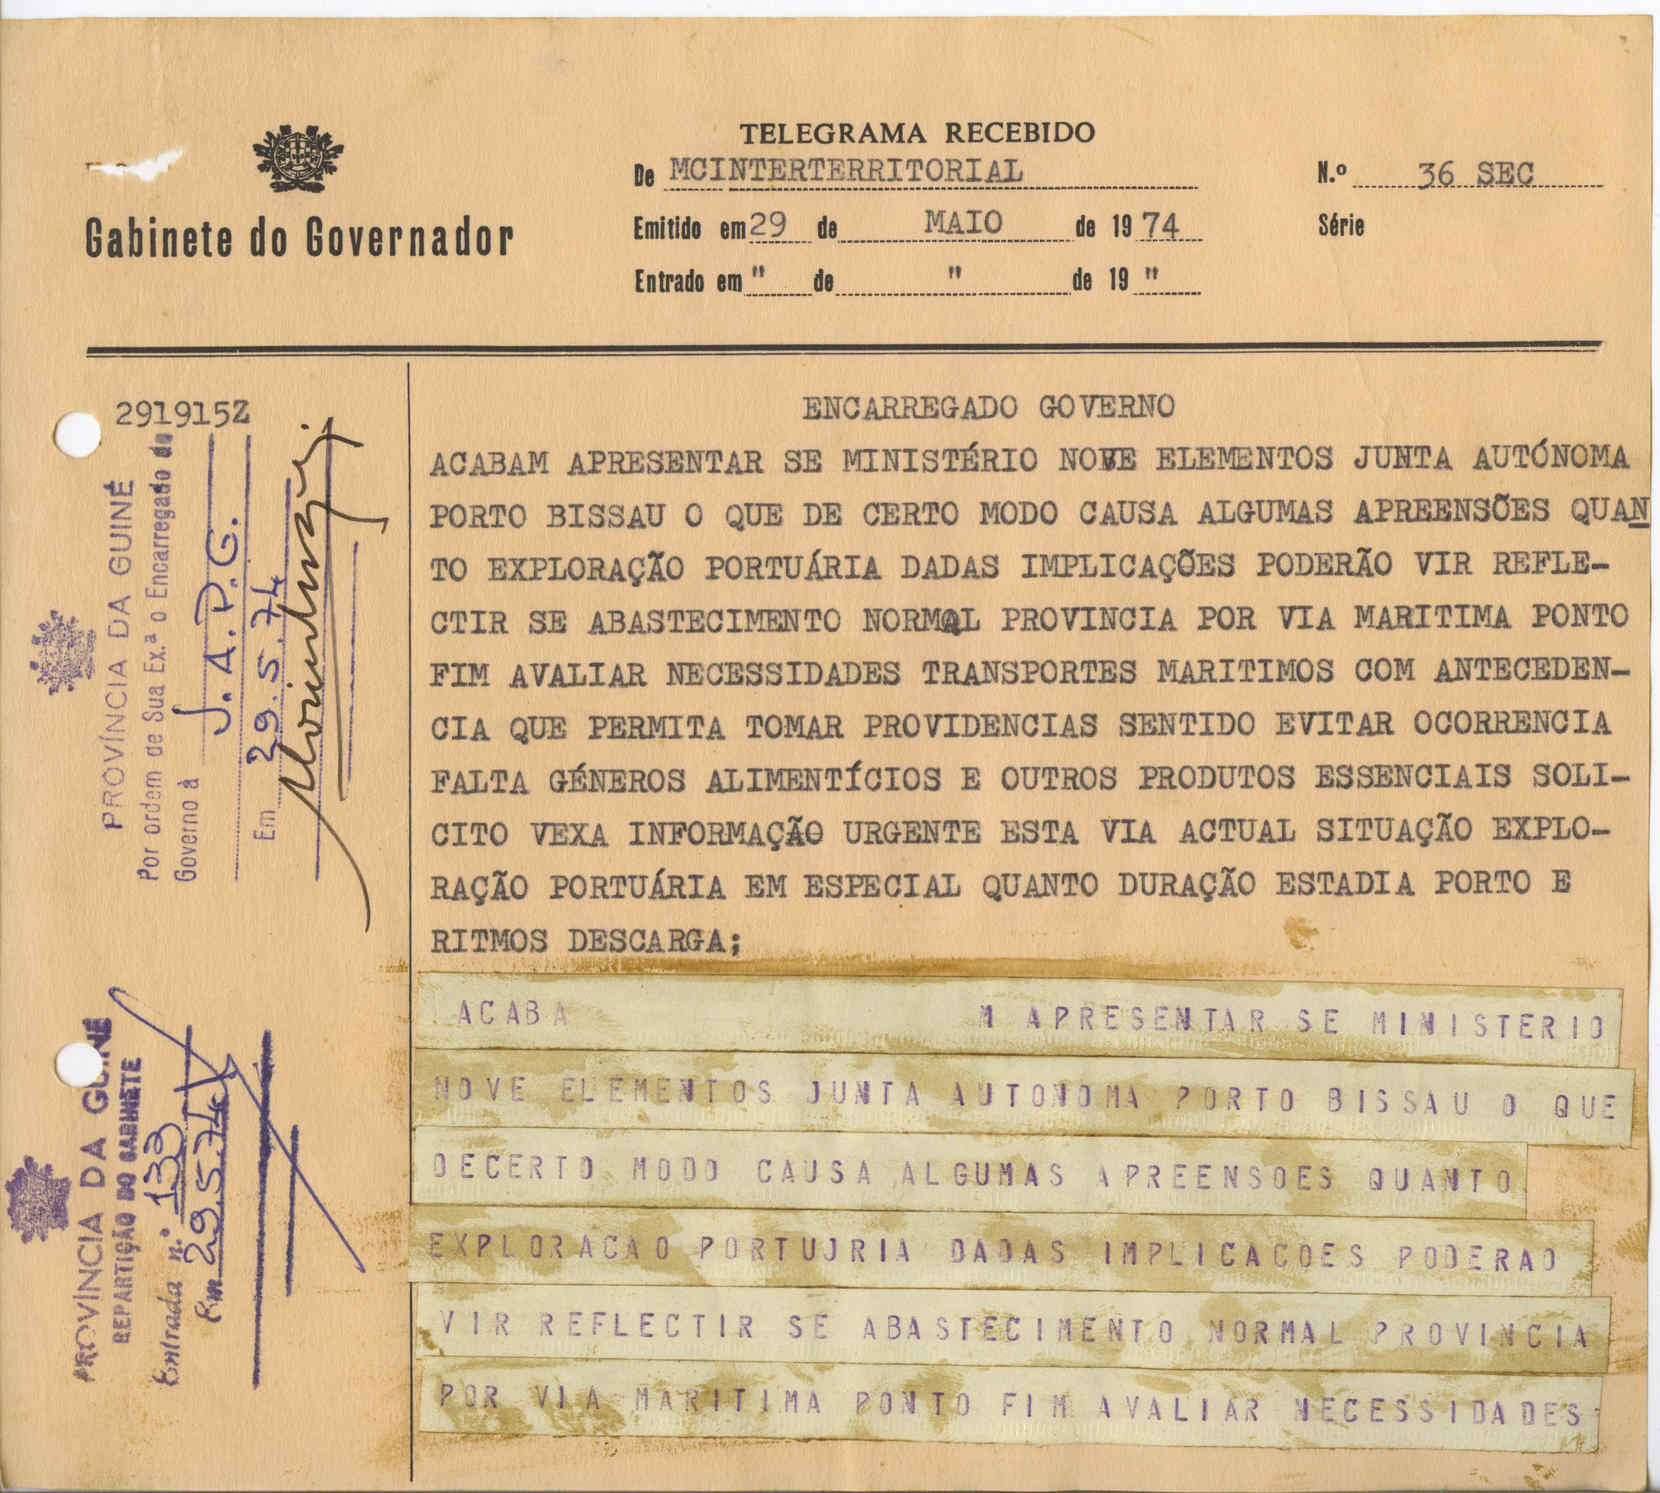 TELEGRAMA RECEBIDO
De MCINTERTERRITORIAL
N.º 36 SEC
Gabinete do Governador
Emitido em 29 de MAIO de 1974
Série
Entrado em " de " de 19 "
291915Z
ENCARREGADO GOVERNO
ACABAM APRESENTAR SE MINISTÉRIO NOVE ELEMENTOS JUNTA AUTÓNOMA
PORTO BISSAU O QUE DE CERTO MODO CAUSA ALGUMAS APREENSÕES QUAN
TO EXPLORAÇÃO PORTUÁRIA DADAS IMPLICAÇÕES PODERÃO VIR REFLE-
CTIR SE ABASTECIMENTO NORMAL PROVINCIA POR VIA MARITIMA PONTO
FIM AVALIAR NECESSIDADES TRANSPORTES MARITIMOS COM ANTECEDEN-
CIA QUE PERMITA TOMAR PROVIDENCIAS SENTIDO EVITAR OCORRENCIA
FALTA GÉNEROS ALIMENTÍCIOS E OUTROS PRODUTOS ESSENCIAIS SOLI-
CITO VEXA INFORMAÇÃO URGENTE ESTA VIA ACTUAL SITUAÇÃO EXPLO-
RAÇÃO PORTUÁRIA EM ESPECIAL QUANTO DURAÇÃO ESTADIA PORTO E
RITMOS DESCARGA;
ACABA M APRESENTAR SE MINISTERIO
NOVE ELEMENTOS JUNTA AUTONOMA PORTO BISSAU O QUE
DECERTO MODO CAUSA ALGUMAS APREENSOES QUANTO
EXPLORACAO PORTUJRIA DADAS IMPLICACOES PODERAO
VIR REFLECTIR SE ABASTECIMENTO NORMAL PROVINCIA
POR VIA MARITIMA PONTO FIM AVALIAR NECESSIDADES
PROVÍNCIA DA GUINÉ
Por ordem de Sua Ex.ª o Encarregado do
Governo à J.A.P.G.
Em 29.5.74
PROVÍNCIA DA GUINÉ
REPARTIÇÃO DO GABINETE
Entrada n.º 133
Em 29.5.74